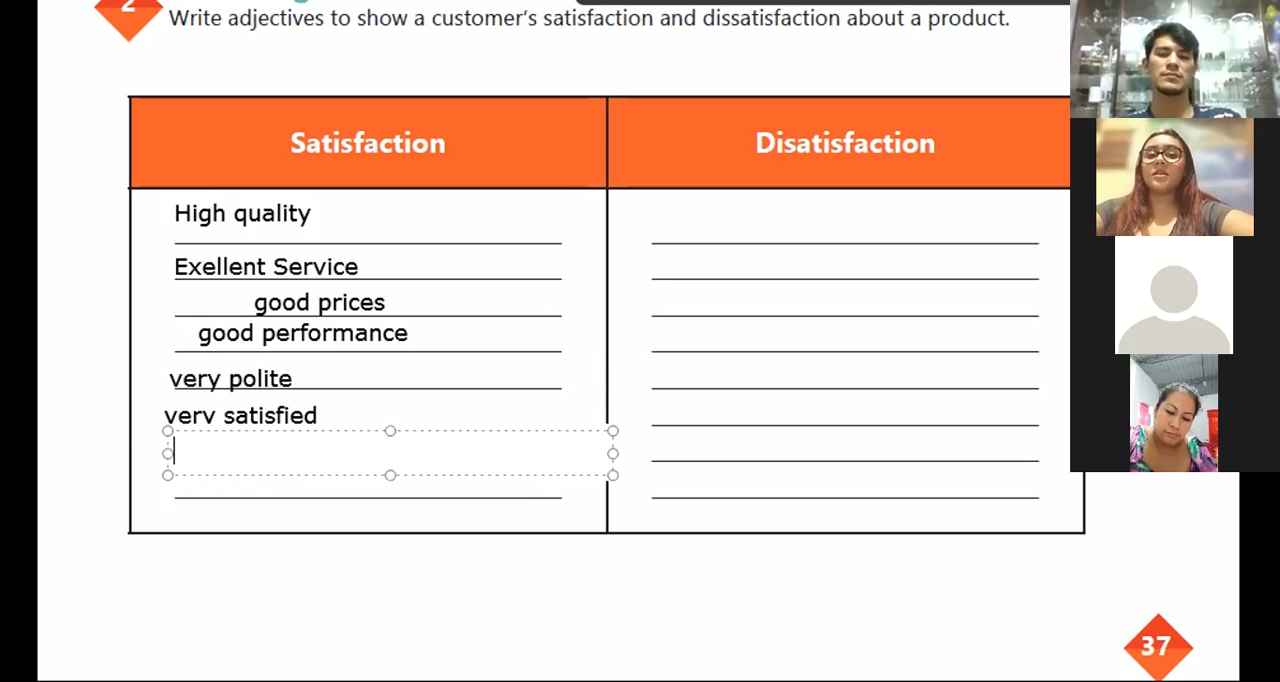 2
Write adjectives to show a customer's satisfaction and dissatisfaction about a product.
Satisfaction
Disatisfaction
High quality
Exellent Service
good prices
good performance
very polite
very satisfied
37